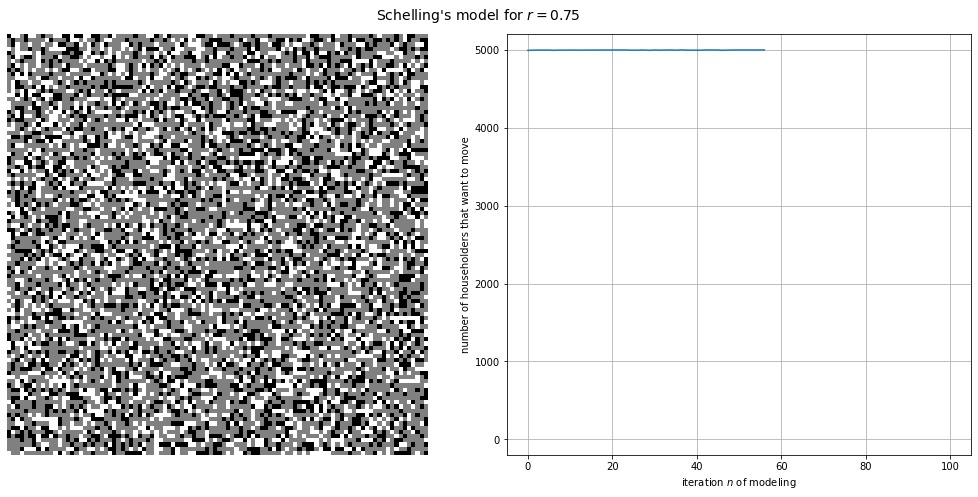 Schelling's model for r = 0.75
number of householders that want to move
5000
4000
3000
2000
1000
0
0 20 40 60 80 100
iteration n of modeling